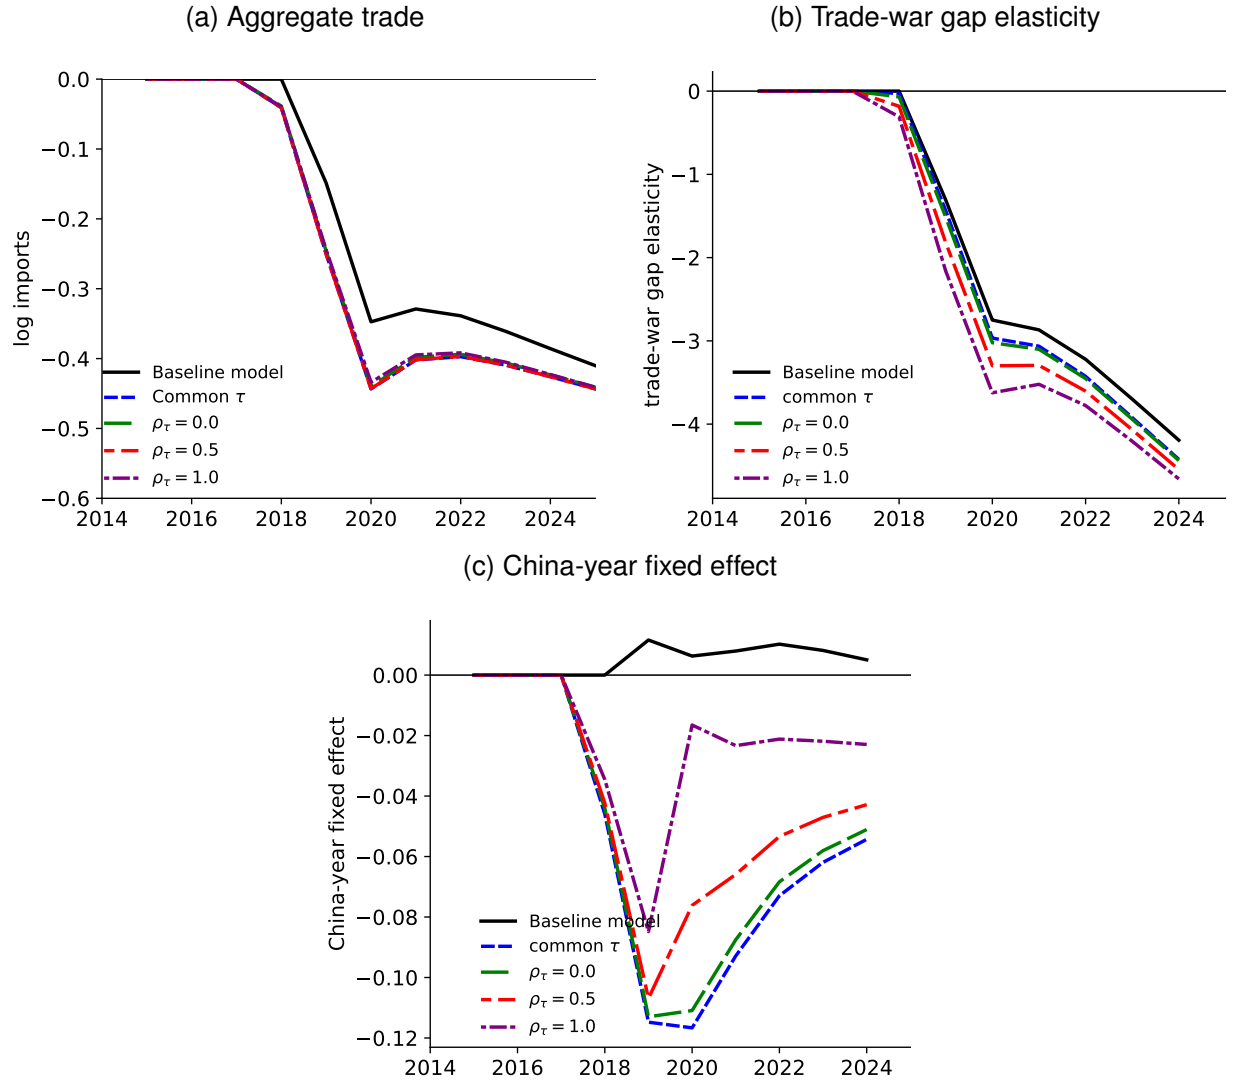 (a) Aggregate trade
0.0
−0.1
−0.2
−0.3
−0.4
−0.5
−0.6
log imports
Baseline model
Common τ
ρτ = 0.0
ρτ = 0.5
ρτ = 1.0
2014 2016 2018 2020 2022 2024
(b) Trade-war gap elasticity
0
−1
−2
−3
−4
trade-war gap elasticity
Baseline model
common τ
ρτ = 0.0
ρτ = 0.5
ρτ = 1.0
2014 2016 2018 2020 2022 2024
(c) China-year fixed effect
0.00
−0.02
−0.04
−0.06
−0.08
−0.10
−0.12
China-year fixed effect
Baseline model
common τ
ρτ = 0.0
ρτ = 0.5
ρτ = 1.0
2014 2016 2018 2020 2022 2024